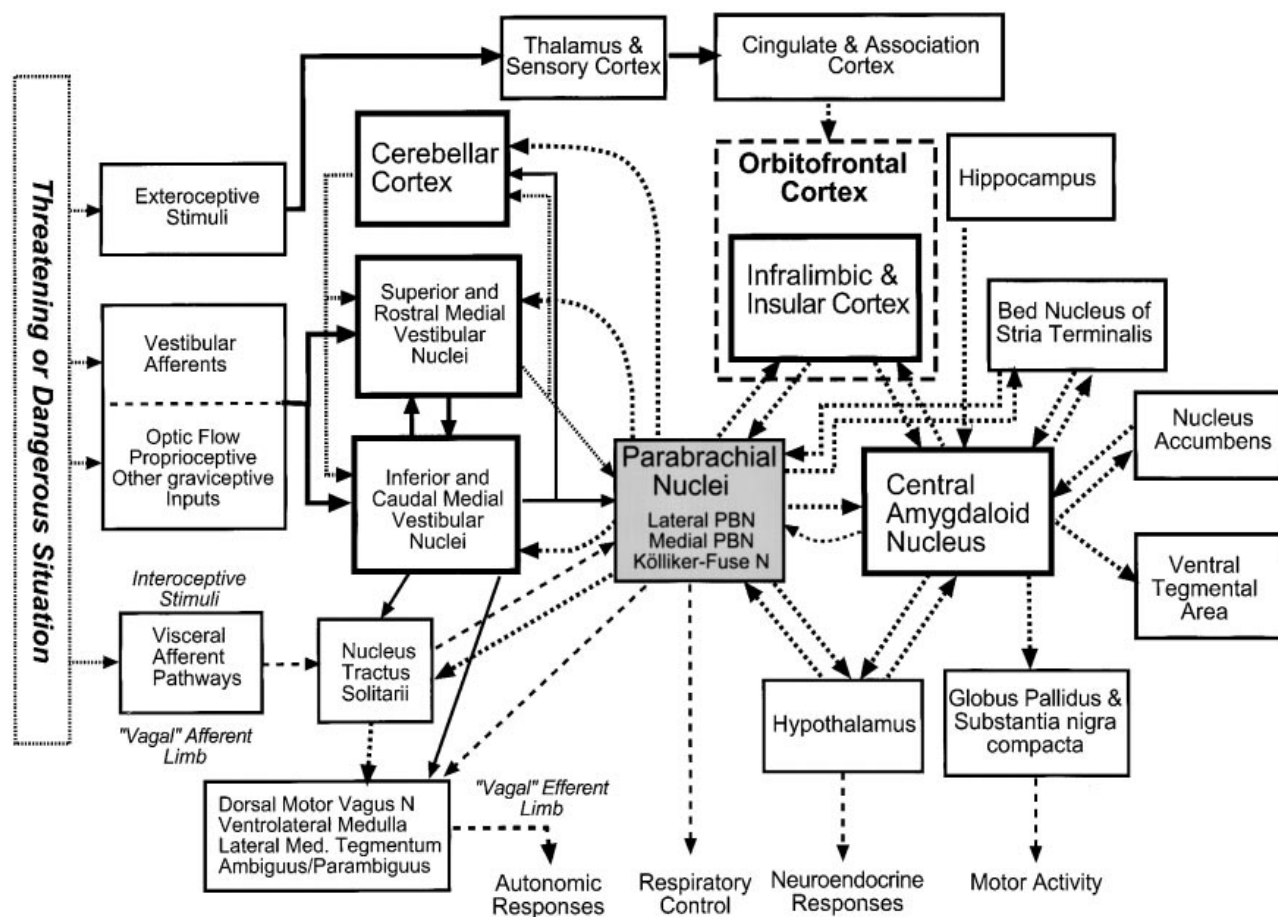 Threatening or Dangerous Situation
Thalamus &
Sensory Cortex
Cingulate & Association
Cortex
Exteroceptive
Stimuli
Cerebellar
Cortex
Orbitofrontal
Cortex
Hippocampus
Infralimbic &
Insular Cortex
Superior and
Rostral Medial
Vestibular
Nuclei
Bed Nucleus of
Stria Terminalis
Vestibular
Afferents
Optic Flow
Proprioceptive
Other graviceptive
Inputs
Inferior and
Caudal Medial
Vestibular
Nuclei
Parabrachial
Nuclei
Lateral PBN
Medial PBN
Kölliker-Fuse N
Central
Amygdaloid
Nucleus
Nucleus
Accumbens
Ventral
Tegmental
Area
Interoceptive
Stimuli
Visceral
Afferent
Pathways
"Vagal" Afferent
Limb
Nucleus
Tractus
Solitarii
Hypothalamus
Globus Pallidus &
Substantia nigra
compacta
Dorsal Motor Vagus N
Ventrolateral Medulla
Lateral Med. Tegmentum
Ambiguus/Parambiguus
"Vagal" Efferent
Limb
Autonomic
Responses
Respiratory
Control
Neuroendocrine
Responses
Motor Activity